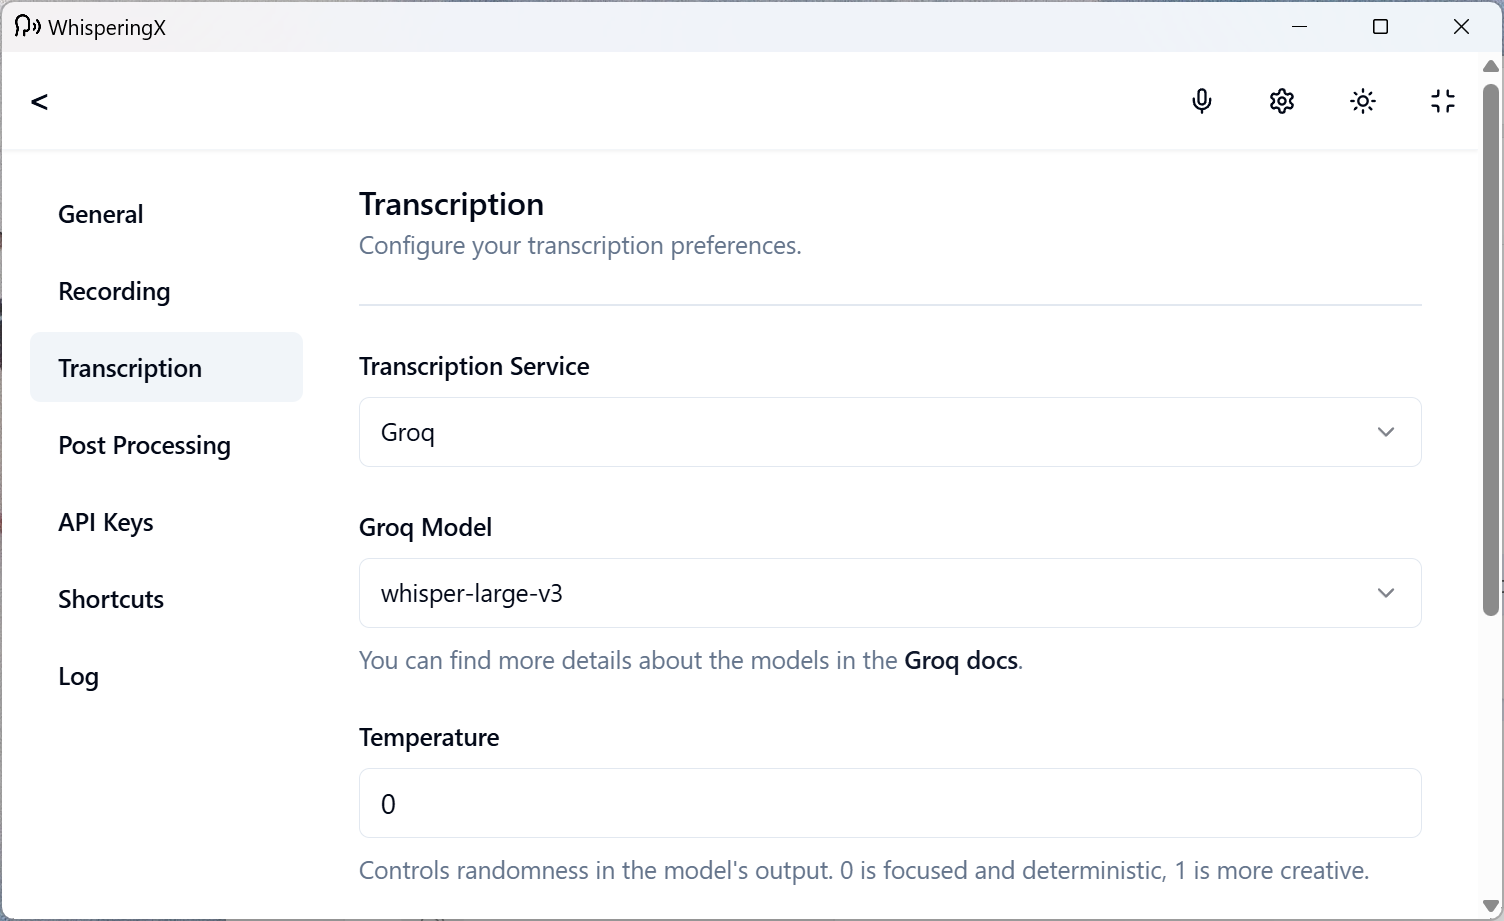 WhisperingX
<
General
Recording
Transcription
Post Processing
API Keys
Shortcuts
Log
Transcription
Configure your transcription preferences.
Transcription Service
Groq
Groq Model
whisper-large-v3
You can find more details about the models in the Groq docs.
Temperature
0
Controls randomness in the model's output. 0 is focused and deterministic, 1 is more creative.